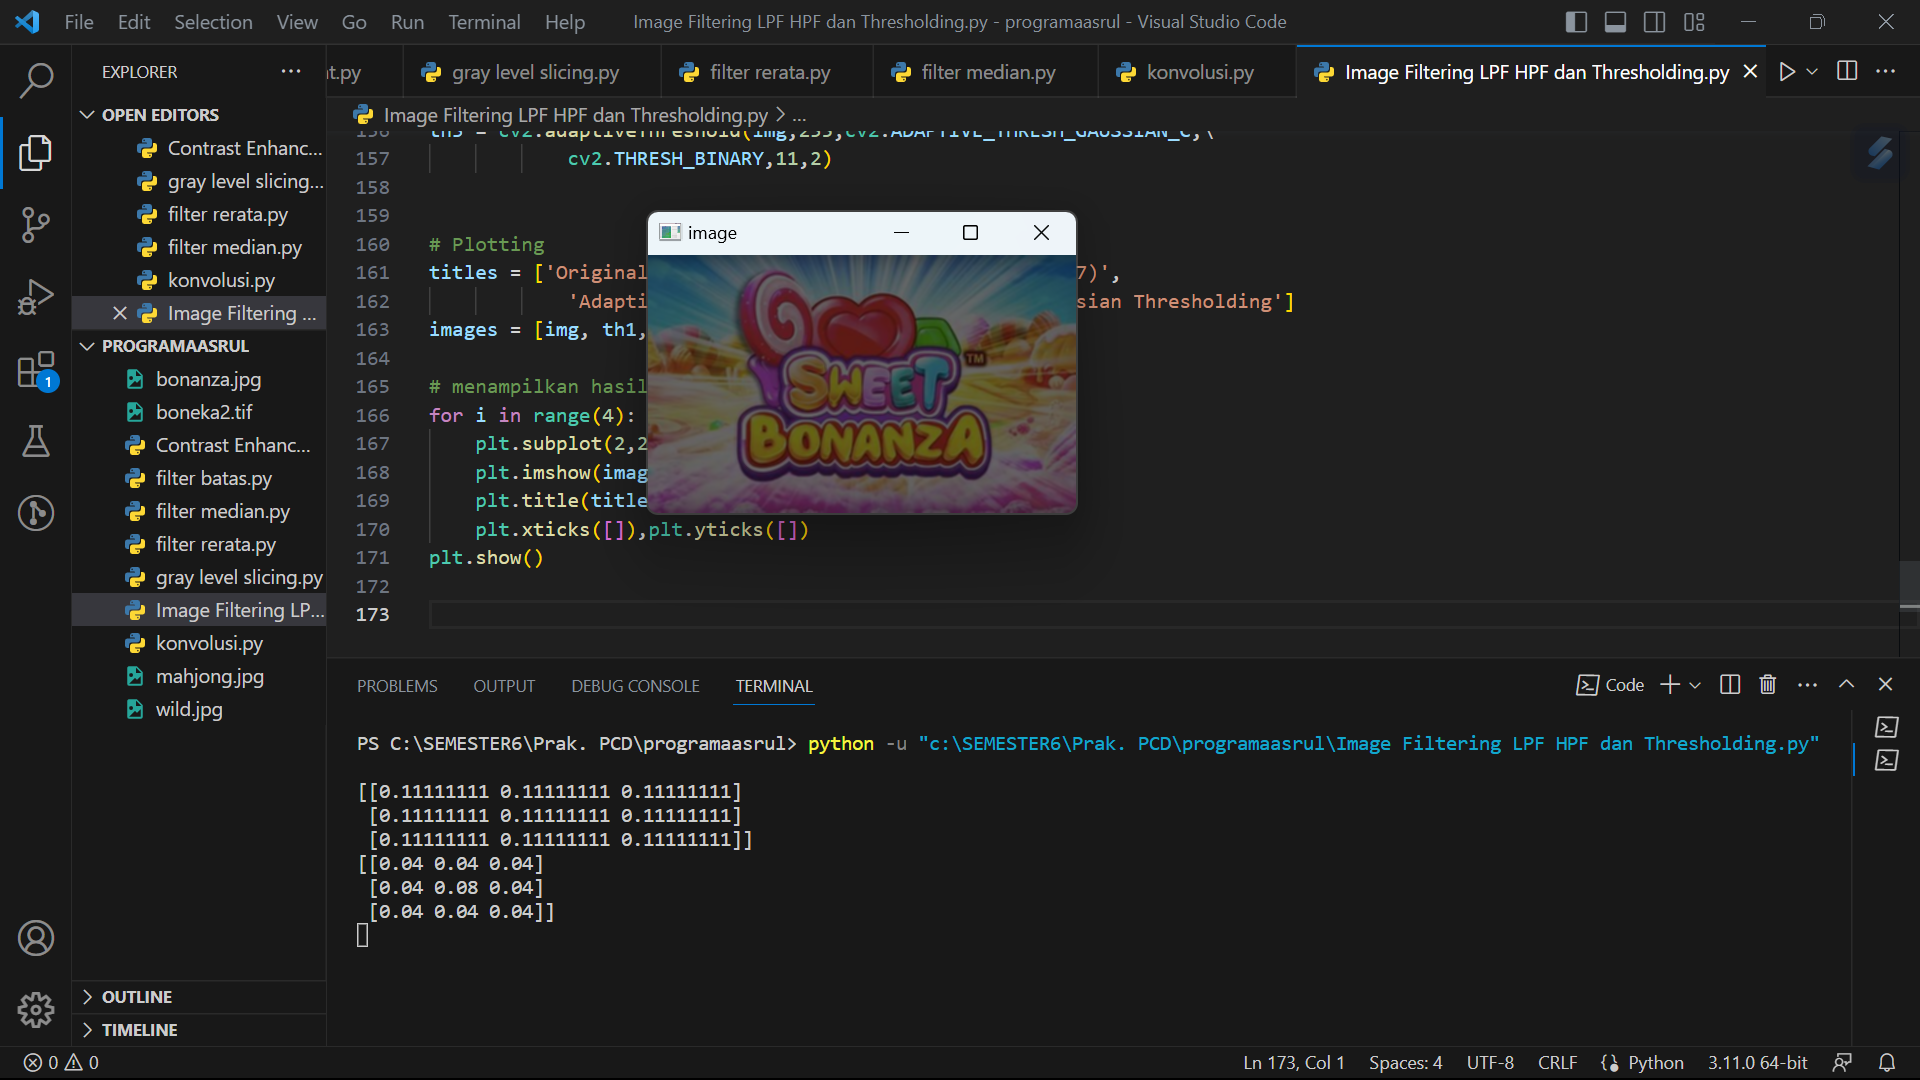 File Edit Selection View Go Run Terminal Help
Image Filtering LPF HPF dan Thresholding.py - programaasrul - Visual Studio Code
EXPLORER
t.py
gray level slicing.py
filter rerata.py
filter median.py
konvolusi.py
Image Filtering LPF HPF dan Thresholding.py
OPEN EDITORS
Contrast Enhanc...
gray level slicing...
filter rerata.py
filter median.py
konvolusi.py
Image Filtering ...
PROGRAMAASRUL
bonanza.jpg
boneka2.tif
Contrast Enhanc...
filter batas.py
filter median.py
filter rerata.py
gray level slicing.py
Image Filtering LP...
konvolusi.py
mahjong.jpg
wild.jpg
OUTLINE
TIMELINE
1
Image Filtering LPF HPF dan Thresholding.py > ...
156 th3 = cv2.adaptiveThreshold(img,255,cv2.ADAPTIVE_THRESH_GAUSSIAN_C,\
157 cv2.THRESH_BINARY,11,2)
158
159
160 # Plotting
161 titles = ['Original 7)',
162 'Adapti sian Thresholding']
163 images = [img, th1,
164
165 # menampilkan hasil
166 for i in range(4):
167 plt.subplot(2,2
168 plt.imshow(imag
169 plt.title(title
170 plt.xticks([]),plt.yticks([])
171 plt.show()
172
173
image
SWEET
TM
BONANZA
PROBLEMS OUTPUT DEBUG CONSOLE TERMINAL
Code
PS C:\SEMESTER6\Prak. PCD\programaasrul> python -u "c:\SEMESTER6\Prak. PCD\programaasrul\Image Filtering LPF HPF dan Thresholding.py"
[[0.11111111 0.11111111 0.11111111]
[0.11111111 0.11111111 0.11111111]
[0.11111111 0.11111111 0.11111111]]
[[0.04 0.04 0.04]
[0.04 0.08 0.04]
[0.04 0.04 0.04]]
0 0
Ln 173, Col 1 Spaces: 4 UTF-8 CRLF Python 3.11.0 64-bit